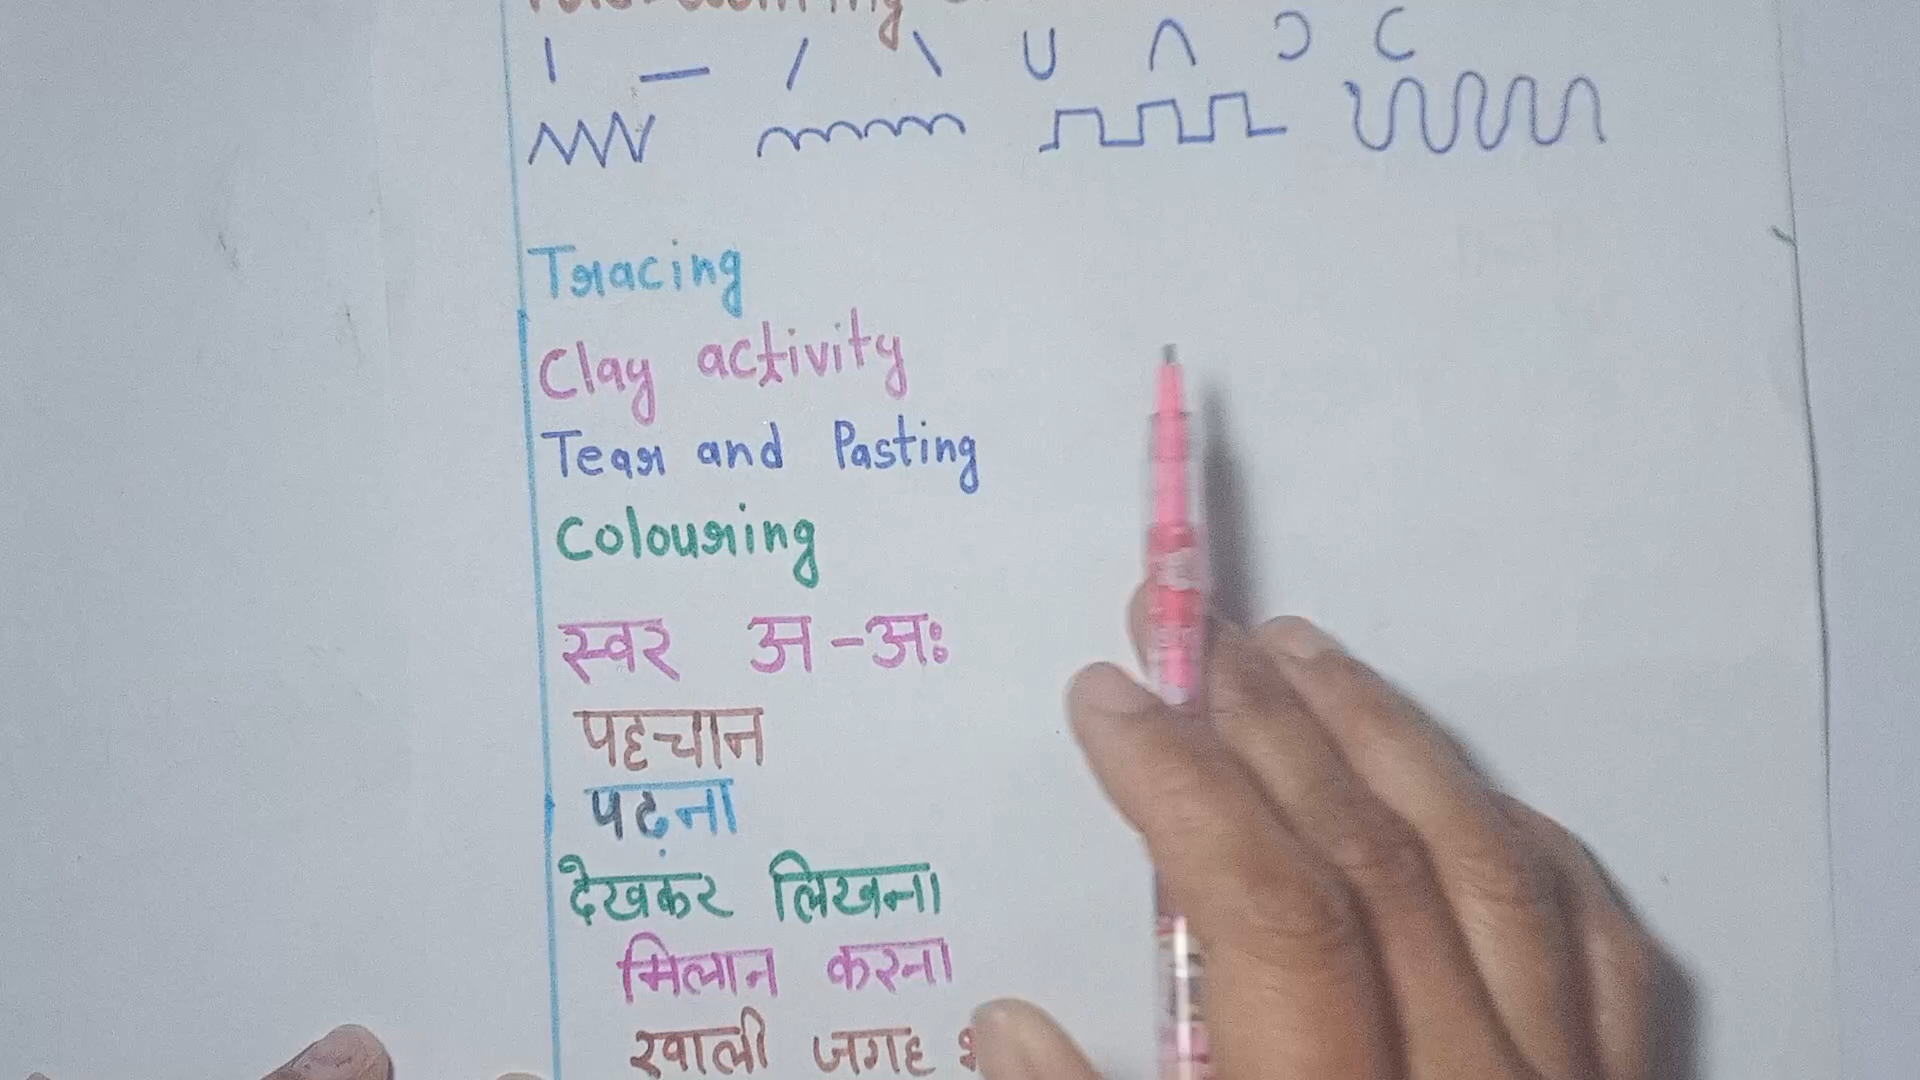 Tracing
Clay activity
Tear and Pasting
Colouring
स्वर अ-अः
पहचान
पढ़ना
देखकर लिखना
मिलान करना
खाली जगह